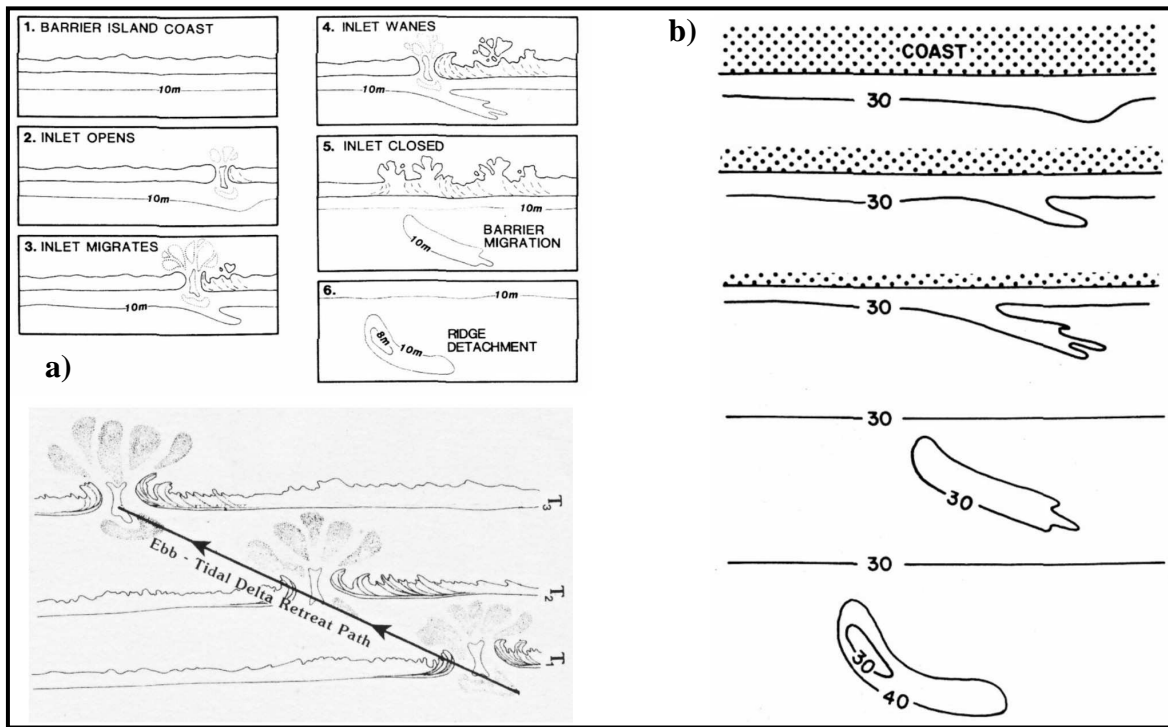 1. BARRIER ISLAND COAST
10m
2. INLET OPENS
10m
3. INLET MIGRATES
10m
4. INLET WANES
10m
5. INLET CLOSED
10m
10m
BARRIER
MIGRATION
6.
10m
8m
10m
RIDGE
DETACHMENT
a)
T3
T2
T1
Ebb - Tidal Delta Retreat Path
b)
COAST
30
30
30
30
30
30
30
40